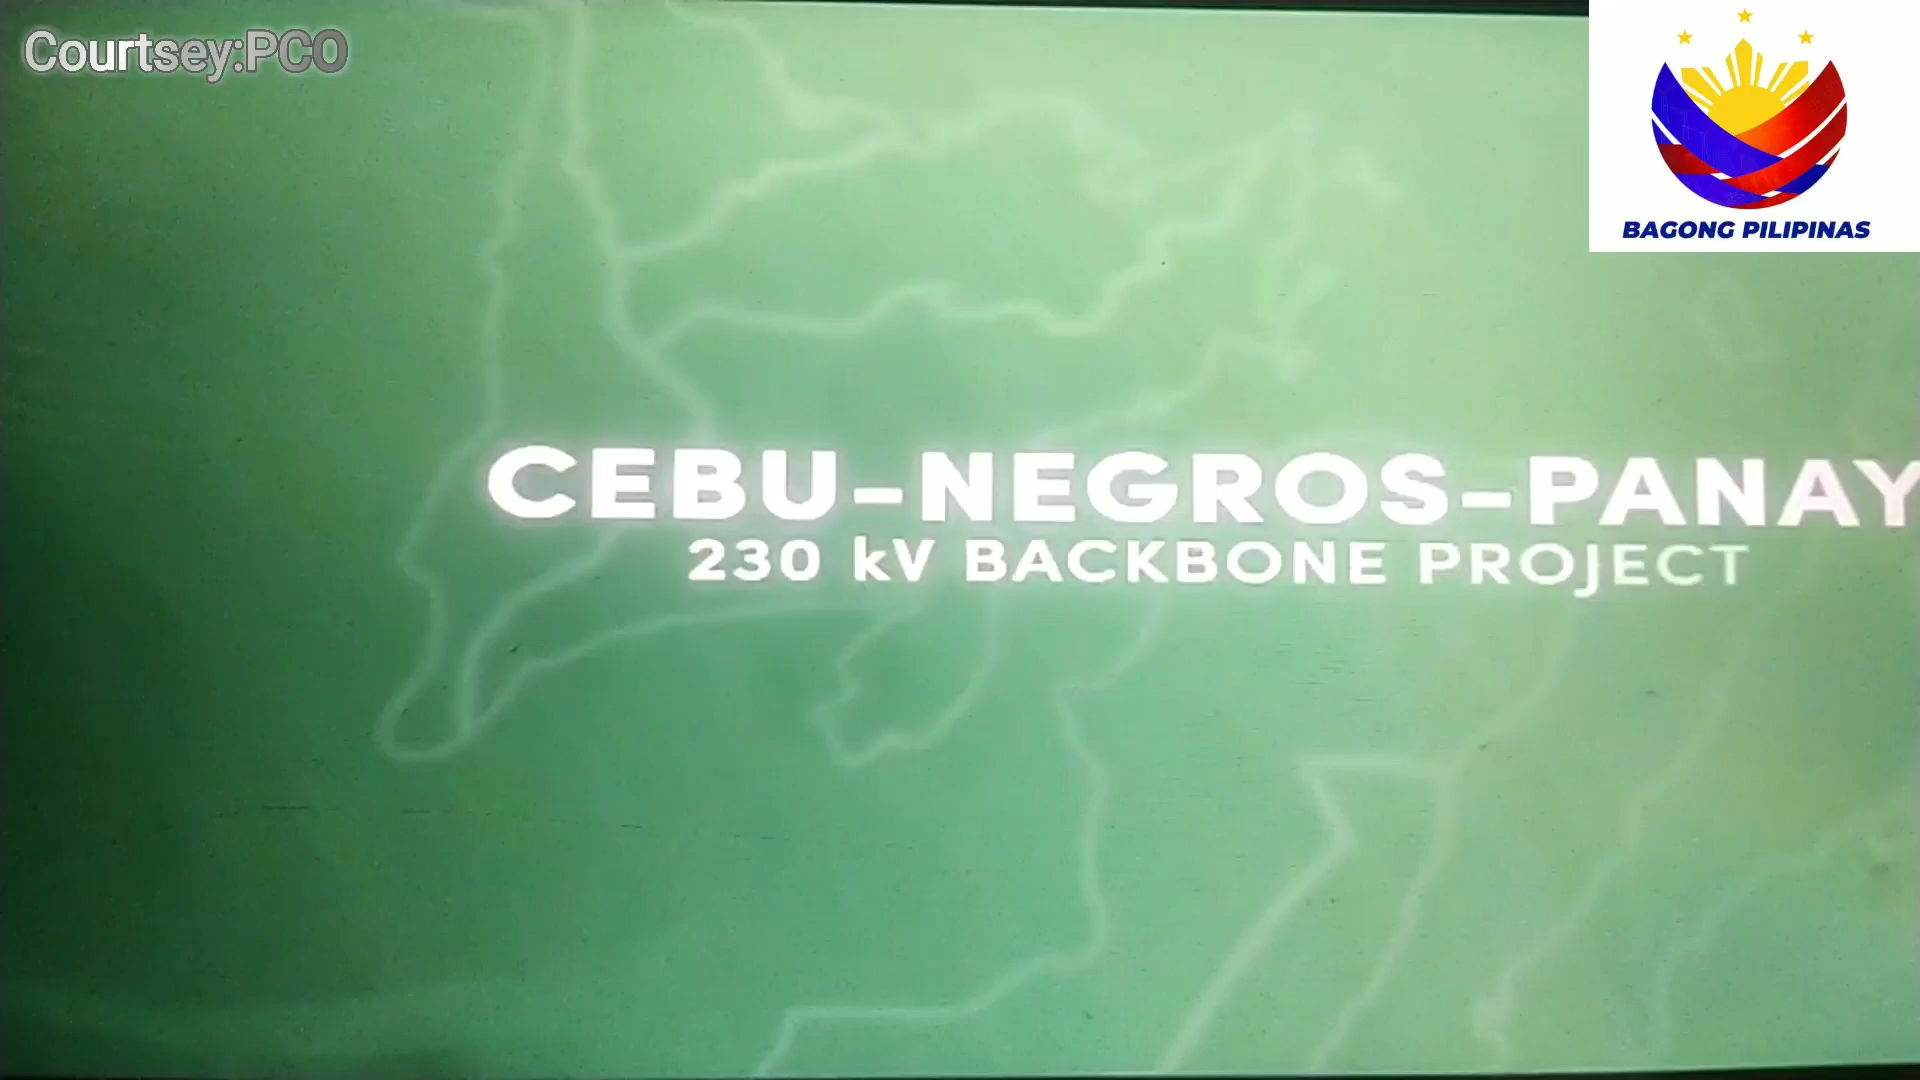 Courtsey:PCO
BAGONG PILIPINAS
CEBU-NEGROS-PANAY
230 kV BACKBONE PROJECT